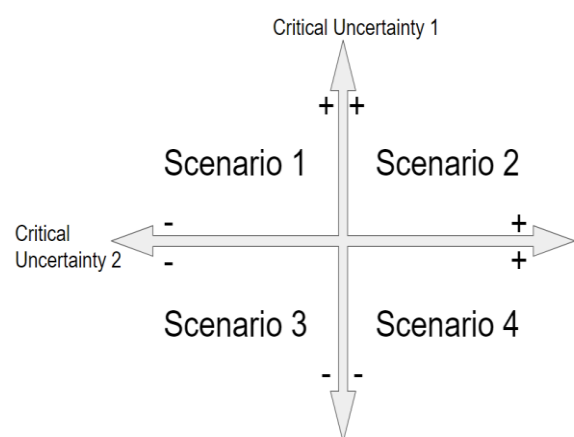 Critical Uncertainty 1
+ +
Scenario 1 Scenario 2
- +
Critical
Uncertainty 2
- +
Scenario 3 Scenario 4
- -